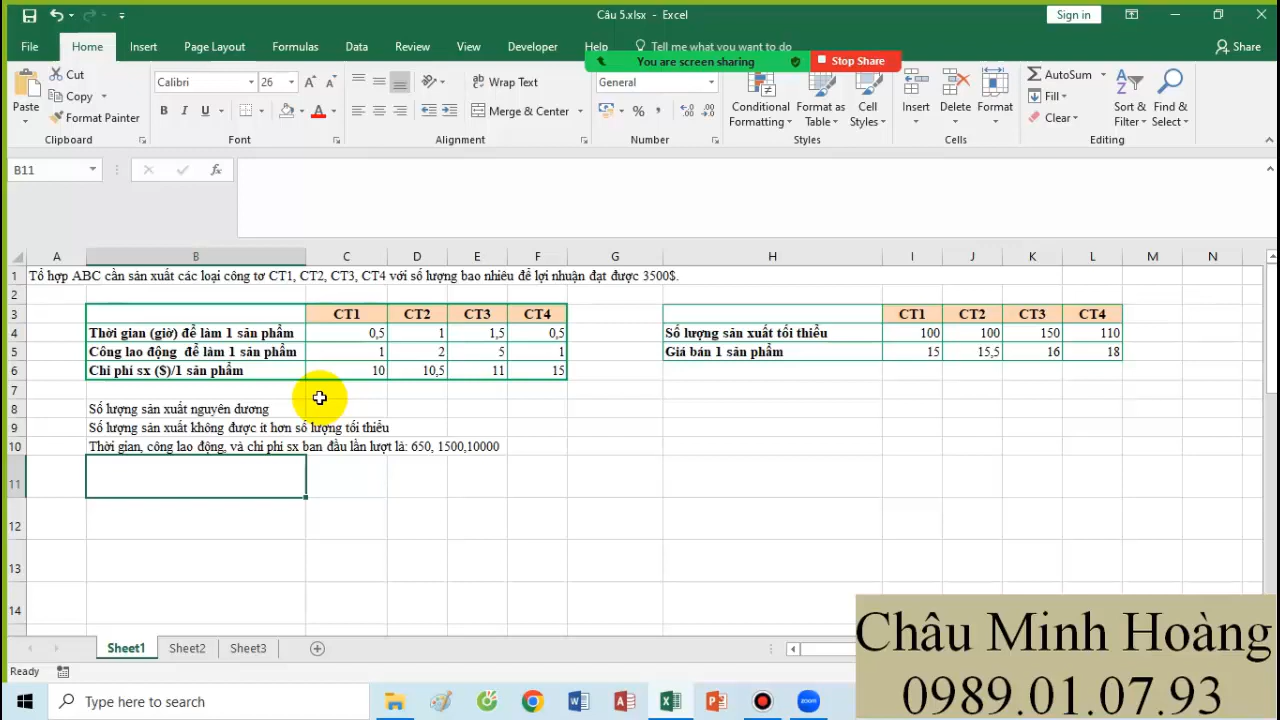 Câu 5.xlsx - Excel
Sign in
File Home Insert Page Layout Formulas Data Review View Developer Help Tell me what you want to do Share
You are screen sharing Stop Share
Paste Cut Copy Format Painter
Calibri 26
B I U
Wrap Text
Merge & Center
General
Conditional Formatting
Format as Table
Cell Styles
Insert Delete Format
AutoSum
Fill
Clear
Sort & Filter
Find & Select
Clipboard Font Alignment Number Styles Cells Editing
B11 fx
A B C D E F G H I J K L M N
1 Tổ hợp ABC cần sản xuất các loại công tơ CT1, CT2, CT3, CT4 với số lượng bao nhiêu để lợi nhuận đạt được 3500$.
2
3 CT1 CT2 CT3 CT4 CT1 CT2 CT3 CT4
4 Thời gian (giờ) để làm 1 sản phẩm 0,5 1 1,5 0,5 Số lượng sản xuất tối thiểu 100 100 150 110
5 Công lao động để làm 1 sản phẩm 1 2 5 1 Giá bán 1 sản phẩm 15 15,5 16 18
6 Chi phí sx ($)/1 sản phẩm 10 10,5 11 15
7
8 Số lượng sản xuất nguyên dương
9 Số lượng sản xuất không được ít hơn số lượng tối thiểu
10 Thời gian, công lao động, và chi phí sx ban đầu lần lượt là: 650, 1500,10000
11
12
13
14
Sheet1 Sheet2 Sheet3
Ready
Type here to search
Châu Minh Hoàng
0989.01.07.93